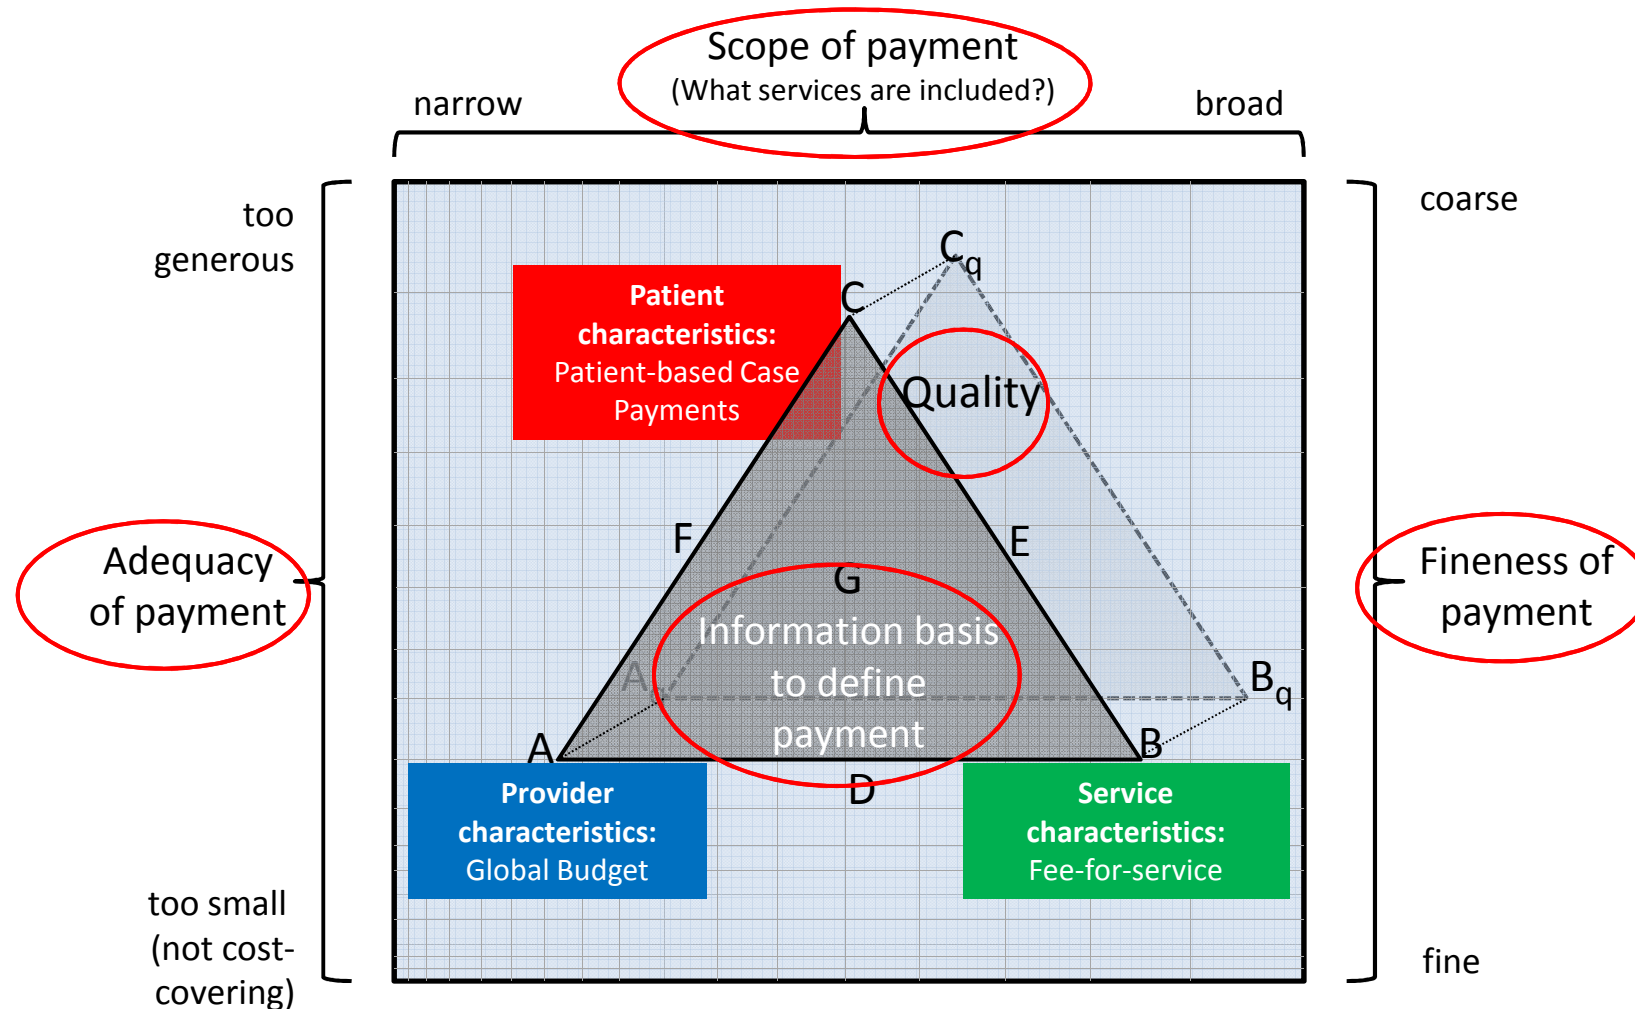 Scope of payment
(What services are included?)
narrow
broad
too
generous
coarse
Cq
C
Patient
characteristics:
Patient-based Case
Payments
Quality
F
E
Adequacy
of payment
Fineness of
payment
G
Information basis
to define
payment
A
Bq
A
B
D
Provider
characteristics:
Global Budget
Service
characteristics:
Fee-for-service
too small
(not cost-
covering)
fine